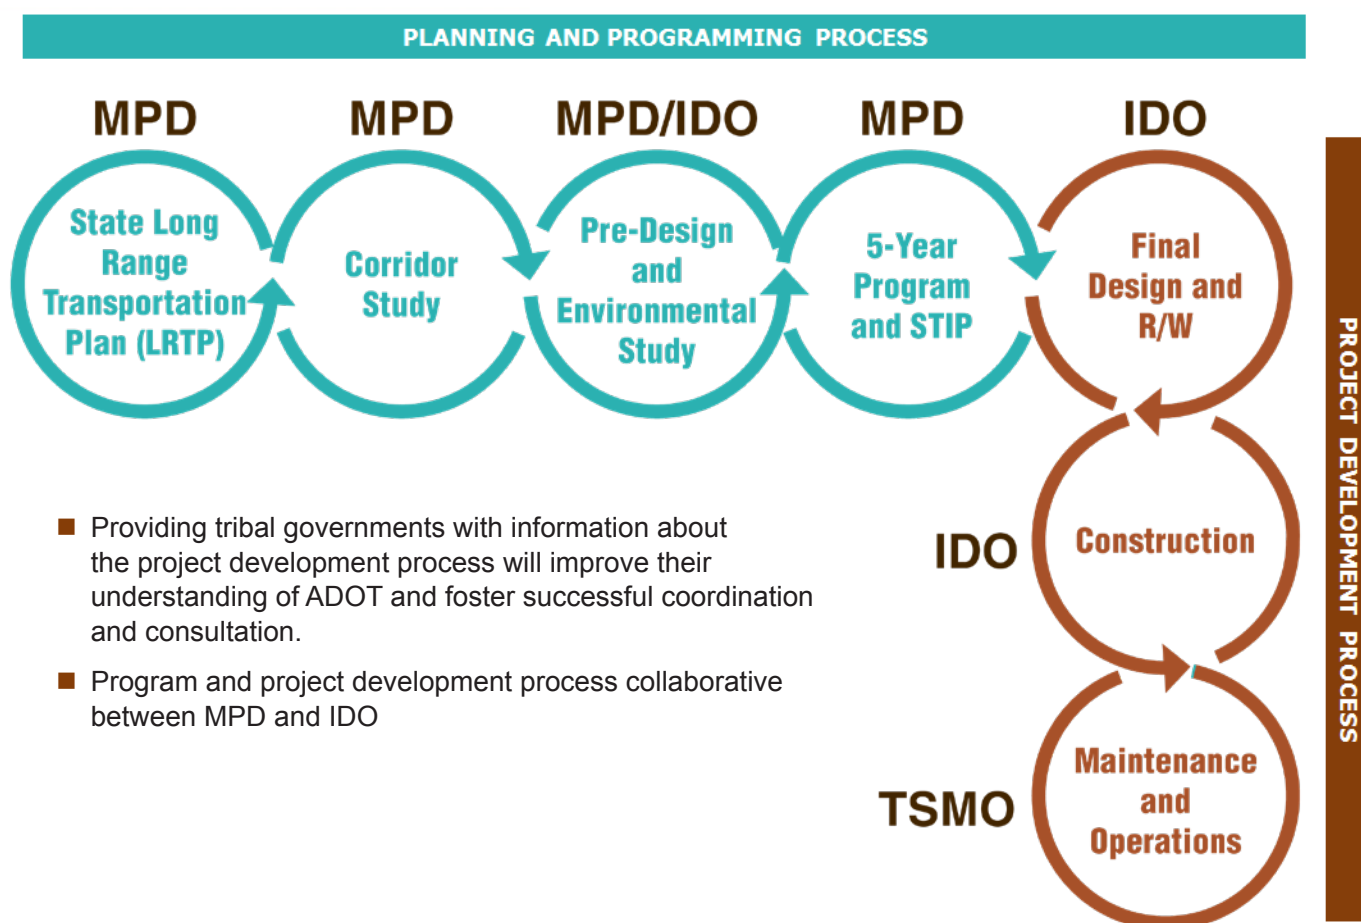 PLANNING AND PROGRAMMING PROCESS
MPD
MPD
MPD/IDO
MPD
IDO
State Long
Range
Transportation
Plan (LRTP)
Corridor
Study
Pre-Design
and
Environmental
Study
5-Year
Program
and STIP
Final
Design and
R/W
PROJECT DEVELOPMENT PROCESS
■ Providing tribal governments with information about
the project development process will improve their
understanding of ADOT and foster successful coordination
and consultation.
■ Program and project development process collaborative
between MPD and IDO
IDO
Construction
TSMO
Maintenance
and
Operations